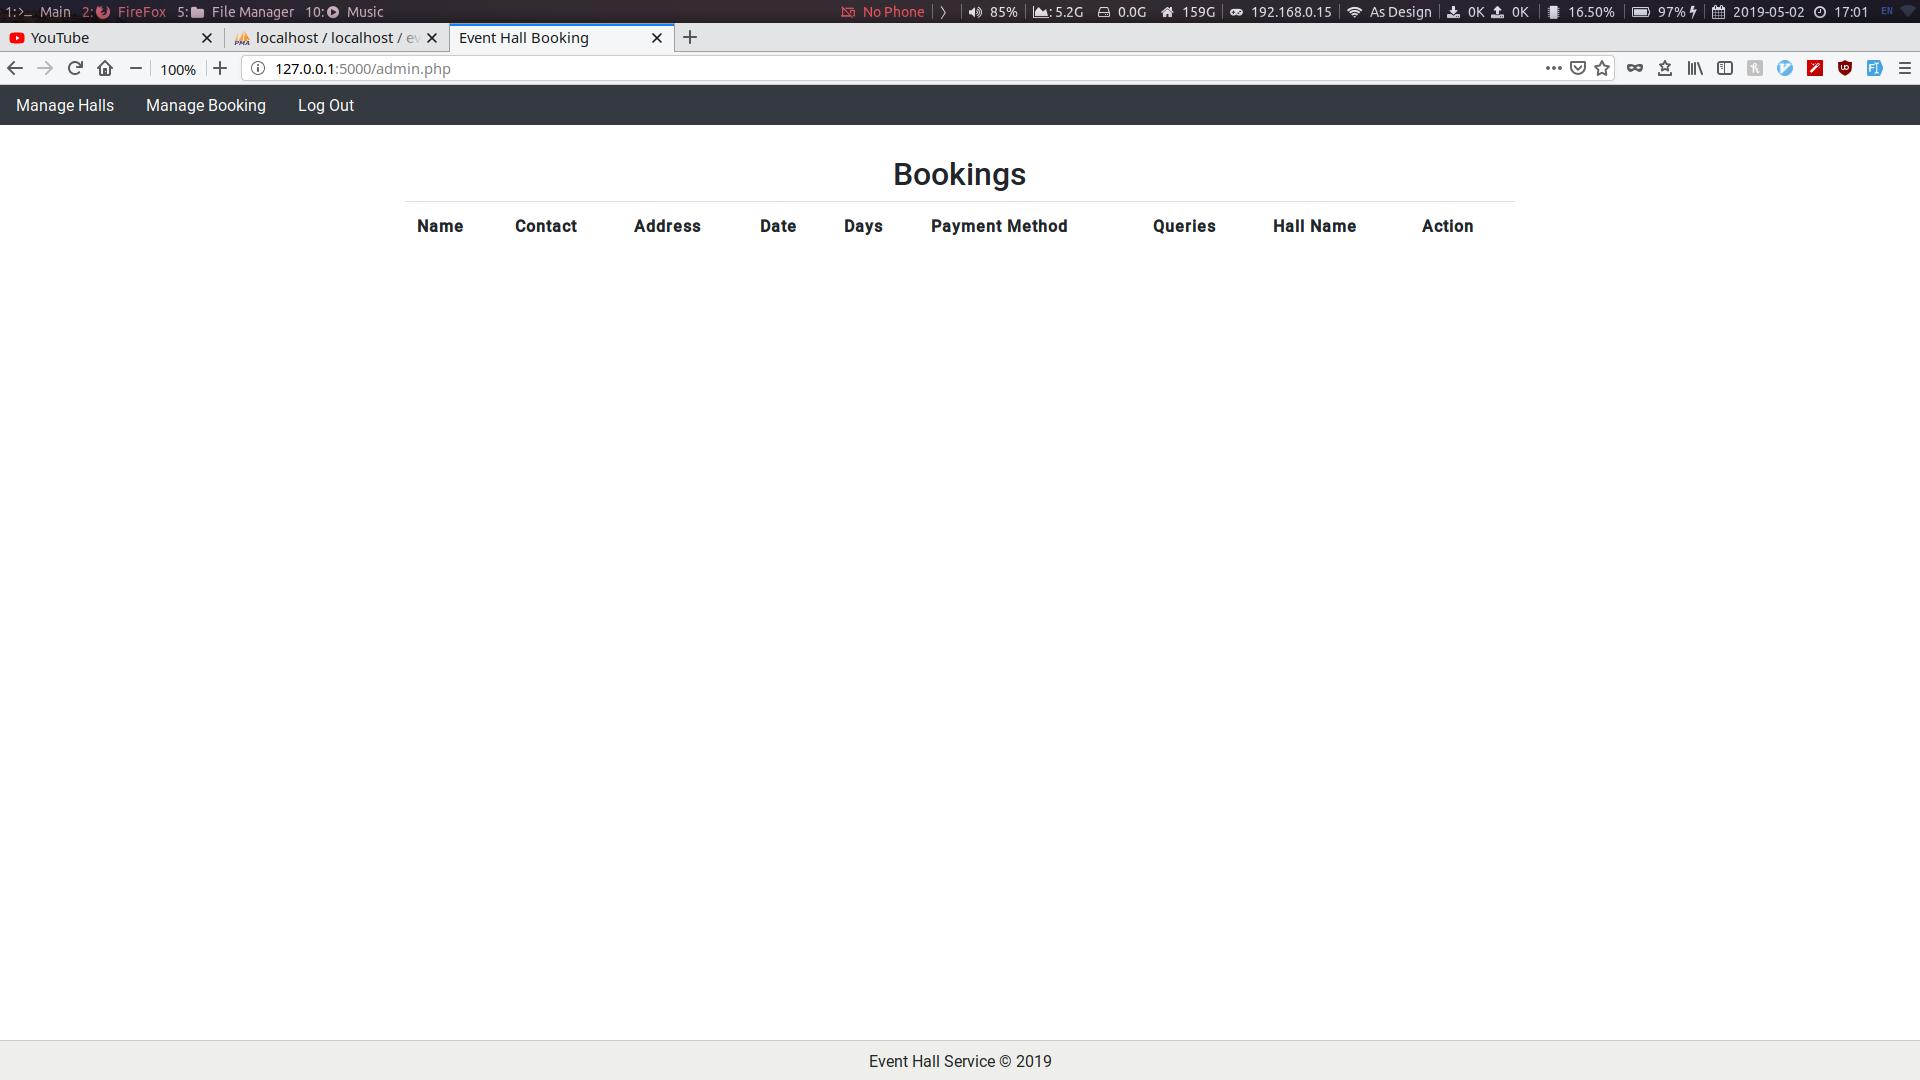 1: Main 2: FireFox 5: File Manager 10: Music No Phone 85% : 5.2G 0.0G 159G 192.168.0.15 As Design 0K 0K 16.50% 97% 2019-05-02 17:01 EN
YouTube localhost / localhost / ev Event Hall Booking
100% 127.0.0.1:5000/admin.php
Manage Halls Manage Booking Log Out
Bookings
Name Contact Address Date Days Payment Method Queries Hall Name Action
Event Hall Service © 2019